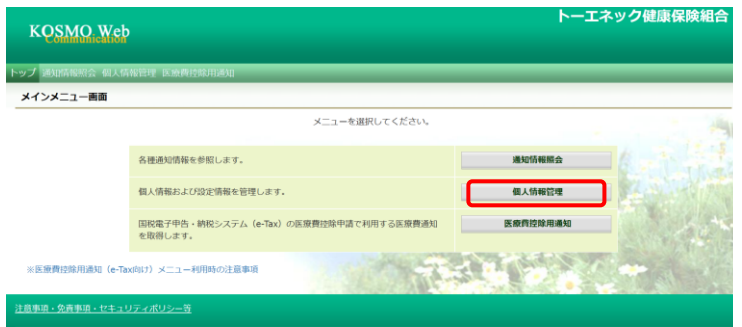 トーエネック健康保険組合
KOSMO Web
Communication
トップ 通知情報照会 個人情報管理 医療費控除用通知
メインメニュー画面
メニューを選択してください。
各種通知情報を参照します。 通知情報照会
個人情報および設定情報を管理します。 個人情報管理
国税電子申告・納税システム（e-Tax）の医療費控除申請で利用する医療費通知 医療費控除用通知
を取得します。
※医療費控除用通知（e-Tax向け）メニュー利用時の注意事項
注意事項・免責事項・セキュリティポリシー等